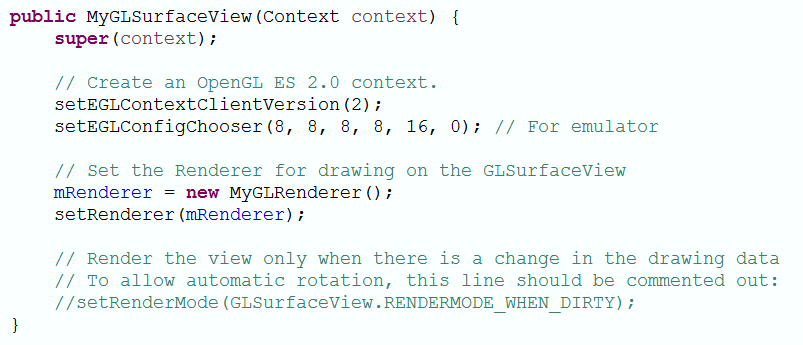 public MyGLSurfaceView(Context context) {
    super(context);

    // Create an OpenGL ES 2.0 context.
    setEGLContextClientVersion(2);
    setEGLConfigChooser(8, 8, 8, 8, 16, 0); // For emulator

    // Set the Renderer for drawing on the GLSurfaceView
    mRenderer = new MyGLRenderer();
    setRenderer(mRenderer);

    // Render the view only when there is a change in the drawing data
    // To allow automatic rotation, this line should be commented out:
    //setRenderMode(GLSurfaceView.RENDERMODE_WHEN_DIRTY);
}